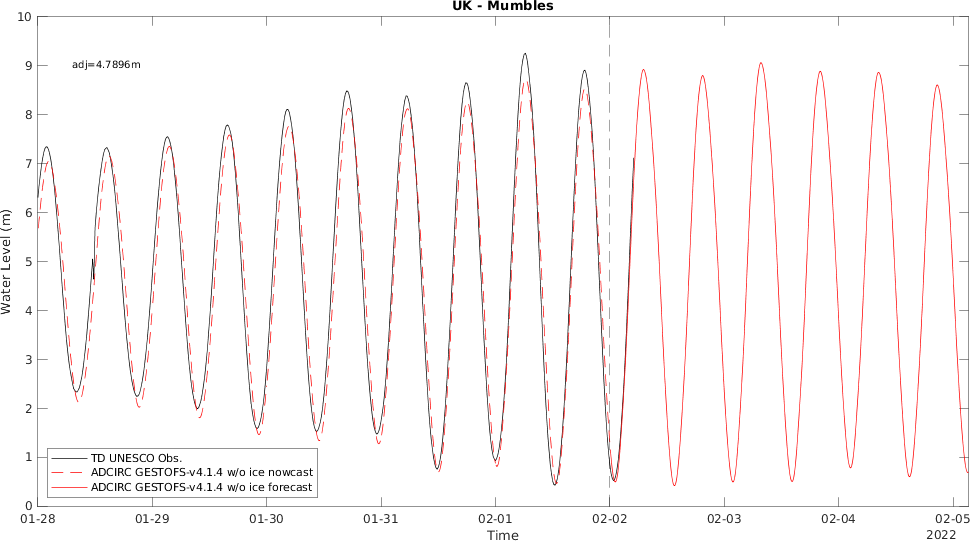 UK - Mumbles
10
9
8
7
6
5
4
3
2
1
0
Water Level (m)
adj=4.7896m
TD UNESCO Obs.
ADCIRC GESTOFS-v4.1.4 w/o ice nowcast
ADCIRC GESTOFS-v4.1.4 w/o ice forecast
01-28 01-29 01-30 01-31 02-01 02-02 02-03 02-04 02-05
Time
2022